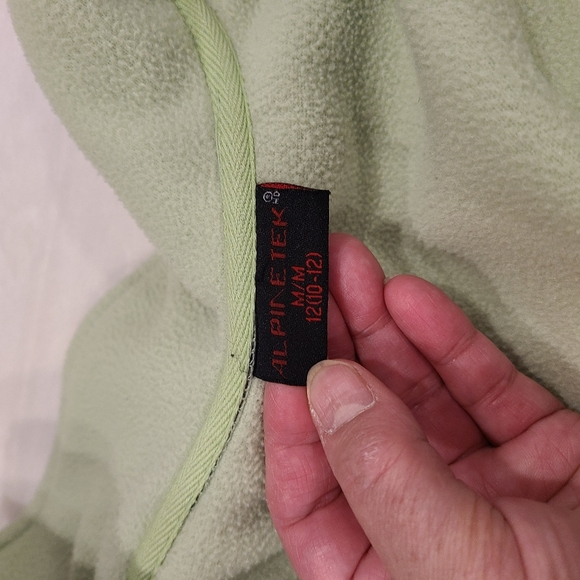 ALPINETEK
M/M
12(10-12)